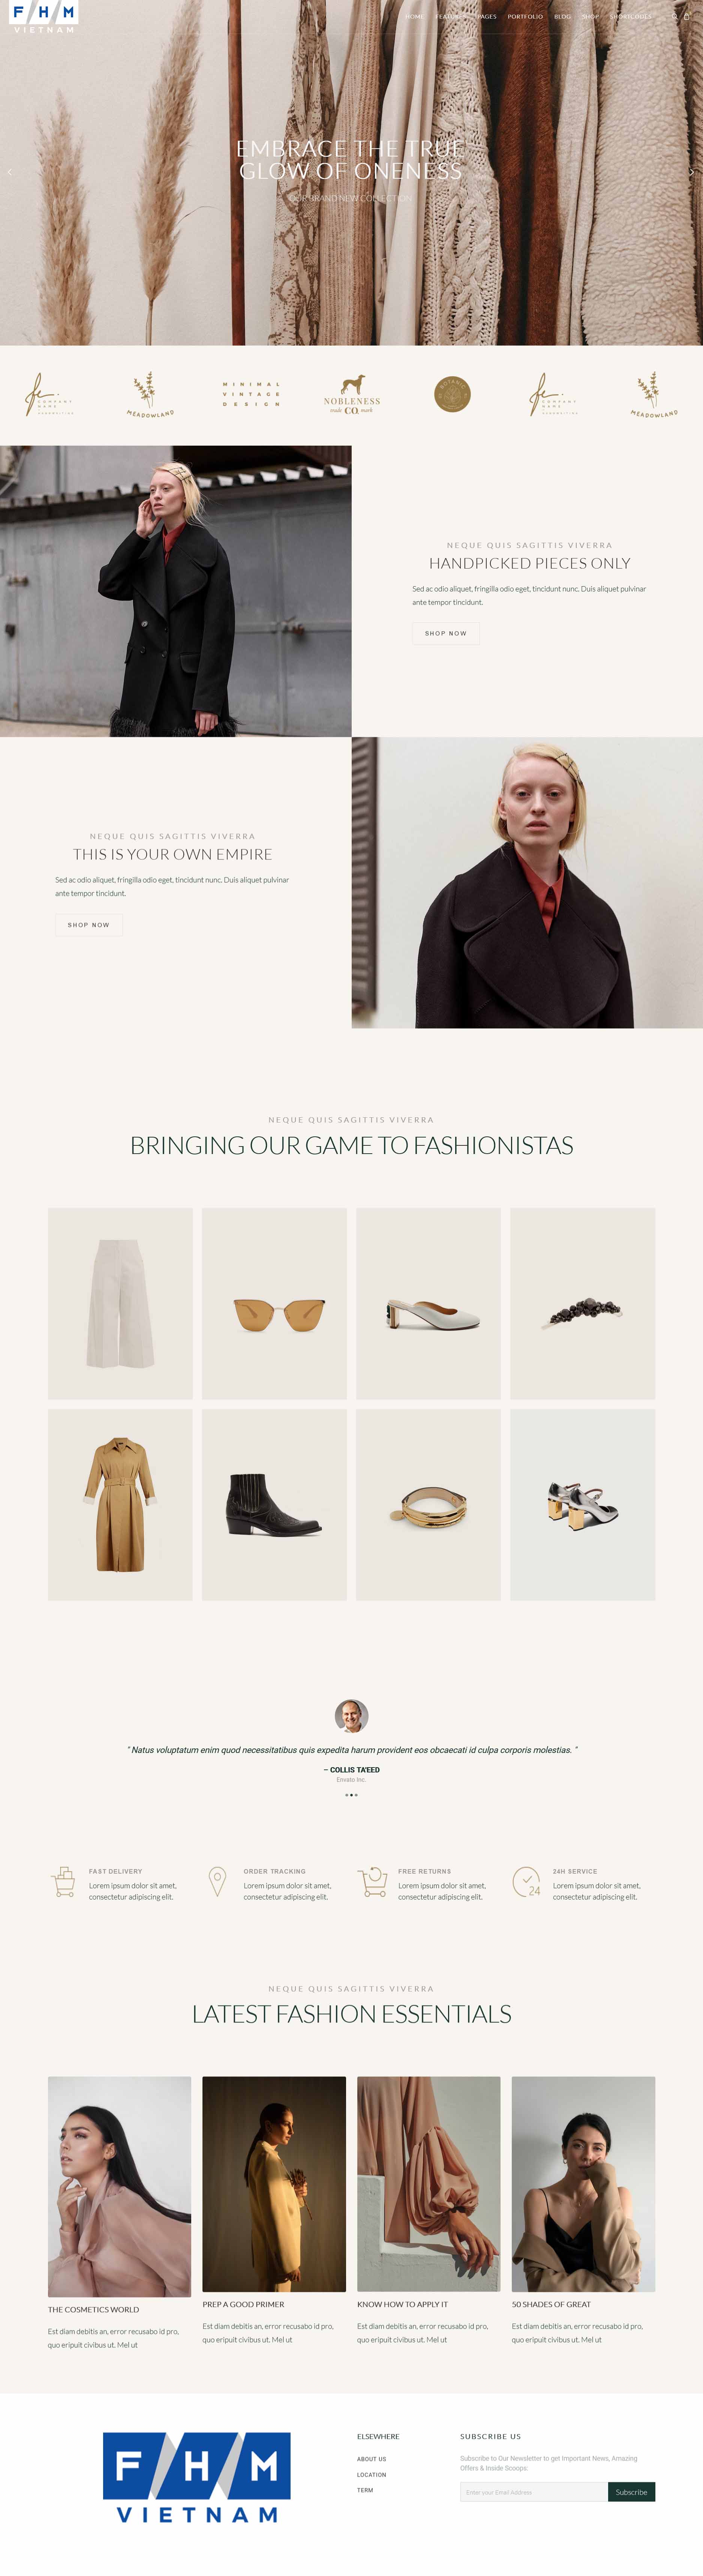 FHM
VIETNAM
HOME
PAGES
PORTFOLIO
BLOG
SHOP
EMBRACE THE TRUE
GLOW OF ONENESS
OUR BRAND NEW COLLECTION
COMPANY
NAME
MEADOWLAND
MINIMAL
VINTAGE
DESIGN
NOBLENESS
made CO. mark
BOTANIC
COMPANY
NAME
MEADOWLAND
NEQUE QUIS SAGITTIS VIVERRA
HANDPICKED PIECES ONLY
Sed ac odio aliquet, fringilla odio eget, tincidunt nunc. Duis aliquet pulvinar
ante tempor tincidunt.
SHOP NOW
NEQUE QUIS SAGITTIS VIVERRA
THIS IS YOUR OWN EMPIRE
Sed ac odio aliquet, fringilla odio eget, tincidunt nunc. Duis aliquet pulvinar
ante tempor tincidunt.
SHOP NOW
NEQUE QUIS SAGITTIS VIVERRA
BRINGING OUR GAME TO FASHIONISTAS
" Natus voluptatum enim quod necessitatibus quis expedita harum provident eos obcaecati id culpa corporis molestias. "
– COLLIS TA'EED
Envato Inc.
FAST DELIVERY
Lorem ipsum dolor sit amet,
consectetur adipiscing elit.
ORDER TRACKING
Lorem ipsum dolor sit amet,
consectetur adipiscing elit.
FREE RETURNS
Lorem ipsum dolor sit amet,
consectetur adipiscing elit.
24
24H SERVICE
Lorem ipsum dolor sit amet,
consectetur adipiscing elit.
NEQUE QUIS SAGITTIS VIVERRA
LATEST FASHION ESSENTIALS
THE COSMETICS WORLD
Est diam debitis an, error recusabo id pro,
quo eripuit civibus ut. Mel ut
PREP A GOOD PRIMER
Est diam debitis an, error recusabo id pro,
quo eripuit civibus ut. Mel ut
KNOW HOW TO APPLY IT
Est diam debitis an, error recusabo id pro,
quo eripuit civibus ut. Mel ut
50 SHADES OF GREAT
Est diam debitis an, error recusabo id pro,
quo eripuit civibus ut. Mel ut
FHM
VIETNAM
ELSEWHERE
ABOUT US
LOCATION
TERM
SUBSCRIBE US
Subscribe to Our Newsletter to get Important News, Amazing
Offers & Inside Scoops:
Enter your Email Address
Subscribe